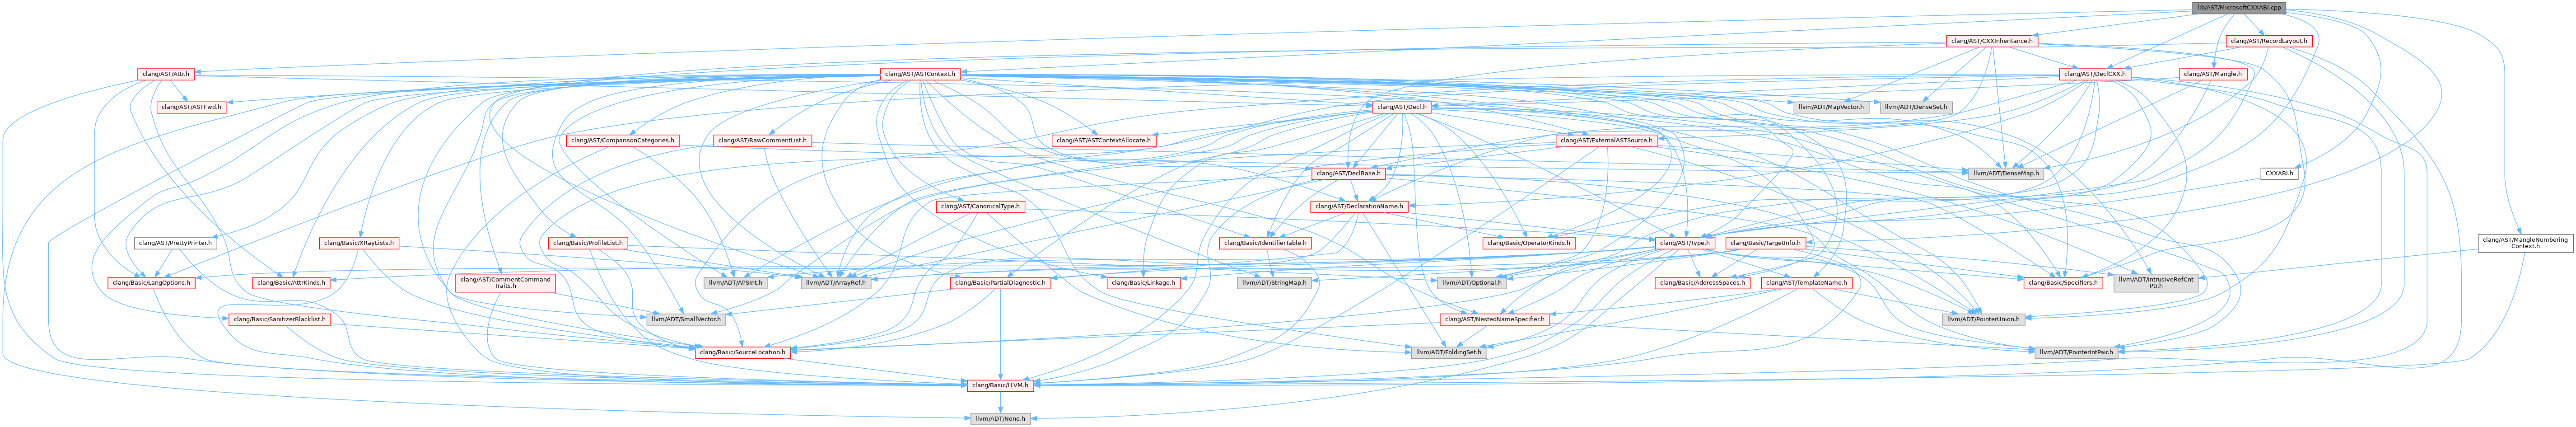 lib/AST/MicrosoftCXXABI.cpp
clang/AST/CXXInheritance.h
clang/AST/RecordLayout.h
clang/AST/Attr.h
clang/AST/ASTContext.h
clang/AST/DeclCXX.h
clang/AST/Mangle.h
clang/AST/ASTFwd.h
clang/AST/Decl.h
llvm/ADT/MapVector.h
llvm/ADT/DenseSet.h
clang/AST/ComparisonCategories.h
clang/AST/RawCommentList.h
clang/AST/ASTContextAllocate.h
clang/AST/ExternalASTSource.h
clang/AST/DeclBase.h
llvm/ADT/DenseMap.h
CXXABI.h
clang/AST/CanonicalType.h
clang/AST/DeclarationName.h
clang/AST/PrettyPrinter.h
clang/Basic/XRayLists.h
clang/Basic/ProfileList.h
clang/Basic/IdentifierTable.h
clang/Basic/OperatorKinds.h
clang/AST/Type.h
clang/Basic/TargetInfo.h
clang/AST/MangleNumbering
Context.h
clang/Basic/LangOptions.h
clang/Basic/AttrKinds.h
clang/AST/CommentCommand
Traits.h
llvm/ADT/APSInt.h
llvm/ADT/ArrayRef.h
clang/Basic/PartialDiagnostic.h
clang/Basic/Linkage.h
llvm/ADT/StringMap.h
llvm/ADT/Optional.h
clang/Basic/AddressSpaces.h
clang/AST/TemplateName.h
clang/Basic/Specifiers.h
llvm/ADT/IntrusiveRefCnt
Ptr.h
clang/Basic/SanitizerBlacklist.h
llvm/ADT/SmallVector.h
clang/AST/NestedNameSpecifier.h
llvm/ADT/PointerUnion.h
clang/Basic/SourceLocation.h
llvm/ADT/FoldingSet.h
llvm/ADT/PointerIntPair.h
clang/Basic/LLVM.h
llvm/ADT/None.h